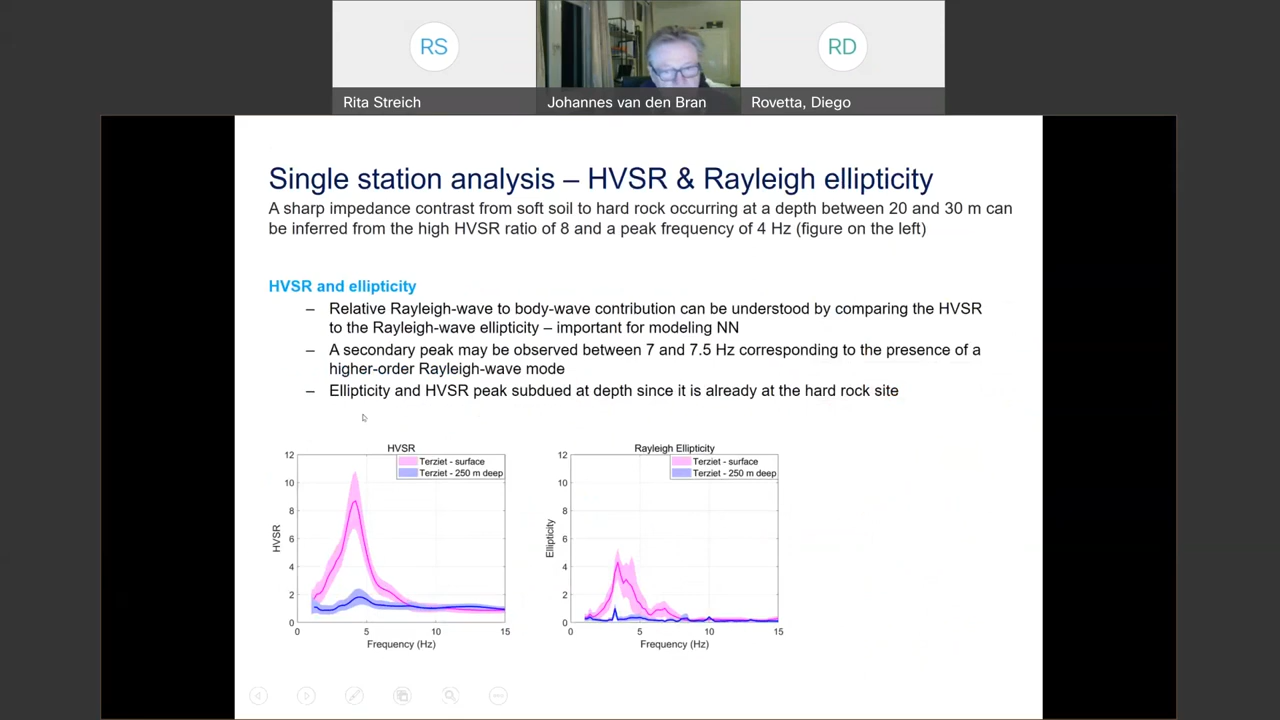 RS
RD
Rita Streich
Johannes van den Bran
Rovetta, Diego
Single station analysis – HVSR & Rayleigh ellipticity
A sharp impedance contrast from soft soil to hard rock occurring at a depth between 20 and 30 m can
be inferred from the high HVSR ratio of 8 and a peak frequency of 4 Hz (figure on the left)
HVSR and ellipticity
– Relative Rayleigh-wave to body-wave contribution can be understood by comparing the HVSR
to the Rayleigh-wave ellipticity – important for modeling NN
– A secondary peak may be observed between 7 and 7.5 Hz corresponding to the presence of a
higher-order Rayleigh-wave mode
– Ellipticity and HVSR peak subdued at depth since it is already at the hard rock site
HVSR
Terziet - surface
Terziet - 250 m deep
12
10
8
6
4
2
0
HVSR
0 5 10 15
Frequency (Hz)
Rayleigh Ellipticity
Terziet - surface
Terziet - 250 m deep
12
10
8
6
4
2
0
Ellipticity
0 5 10 15
Frequency (Hz)